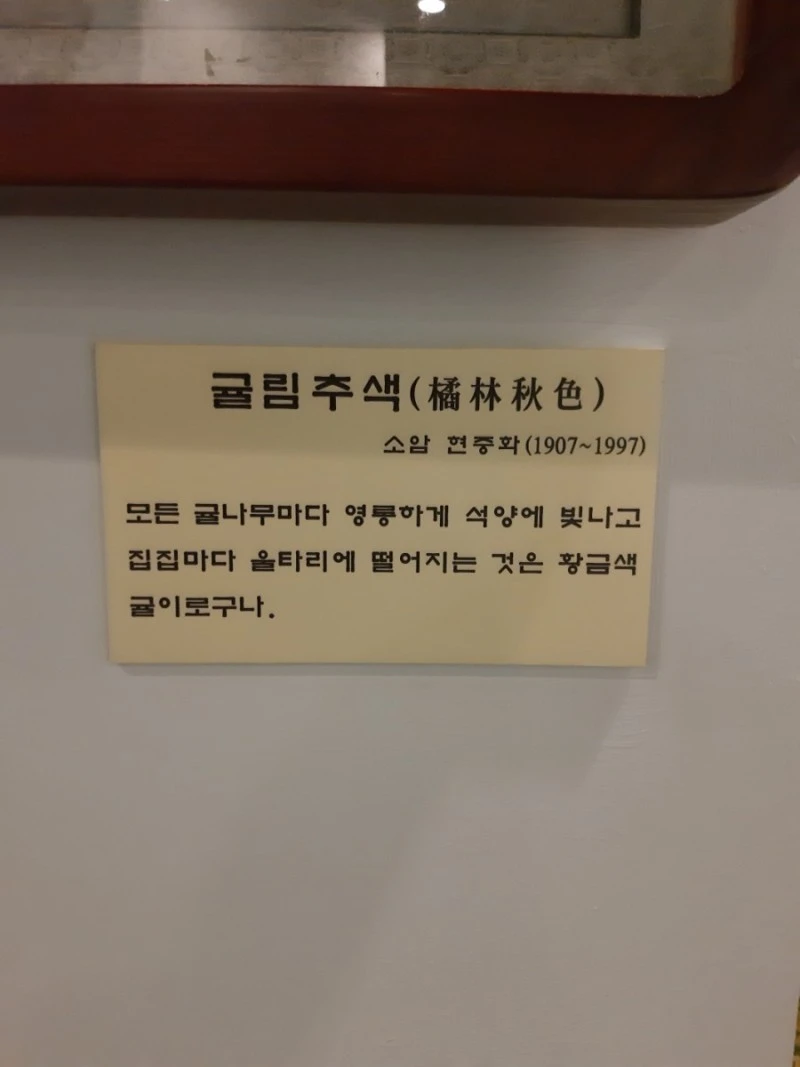 귤림추색(橘林秋色)
소암 현중화(1907~1997)
모든 귤나무마다 영롱하게 석양에 빛나고
집집마다 울타리에 떨어지는 것은 황금색
귤이로구나.